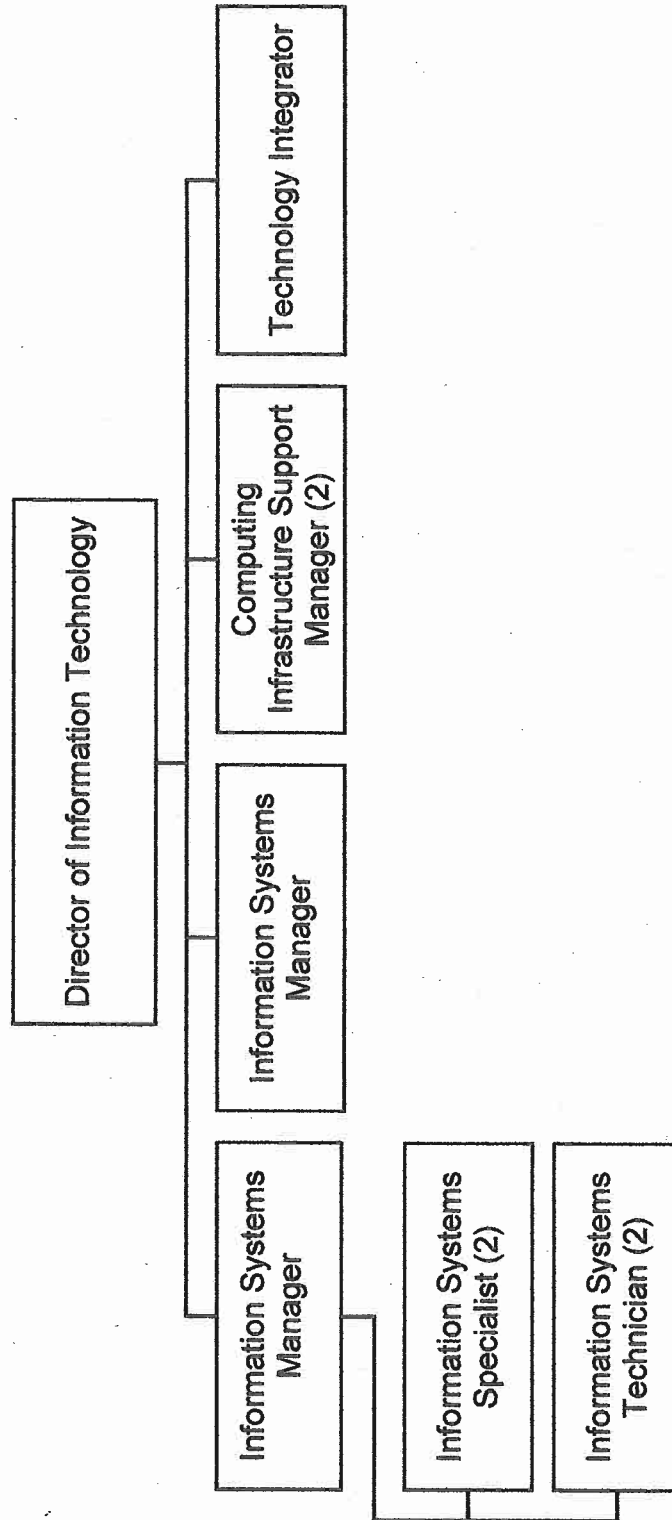 Director of Information Technology
Information Systems
Manager
Information Systems
Manager
Computing
Infrastructure Support
Manager (2)
Technology Integrator
Information Systems
Specialist (2)
Information Systems
Technician (2)